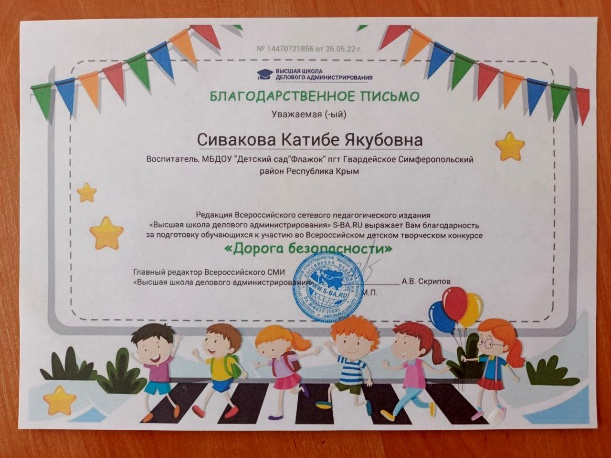 № 14470721856 от 26.05.22 г.
ВЫСШАЯ ШКОЛА
ДЕЛОВОГО АДМИНИСТРИРОВАНИЯ
БЛАГОДАРСТВЕННОЕ ПИСЬМО
Уважаемая (-ый)
Сивакова Катибе Якубовна
Воспитатель, МБДОУ "Детский сад"Флажок" пгт Гвардейское Симферопольский
район Республика Крым
Редакция Всероссийского сетевого педагогического издания
«Высшая школа делового администрирования» S-BA.RU выражает Вам благодарность
за подготовку обучающихся к участию во Всероссийском детском творческом конкурсе
«Дорога безопасности»
Главный редактор Всероссийского СМИ
«Высшая школа делового администрирования
А.В. Скрипов
М.П.
WWW.S-BA.RU